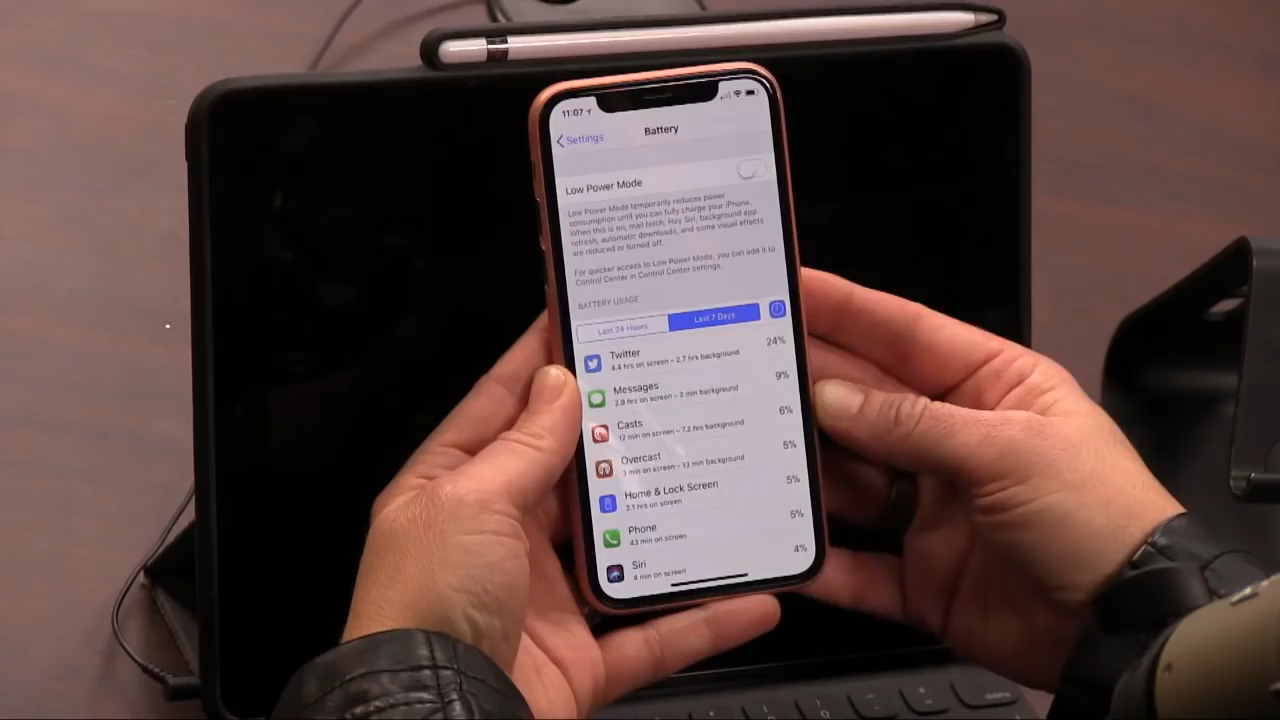 11:07
Settings
Battery
Low Power Mode
Low Power Mode temporarily reduces power
consumption until you can fully charge your iPhone.
When this is on, mail fetch, Hey Siri, background app
refresh, automatic downloads, and some visual effects
are reduced or turned off.
For quicker access to Low Power Mode, you can add it to
Control Center in Control Center settings.
BATTERY USAGE
Last 24 Hours Last 7 Days
Twitter 24%
4.4 hrs on screen – 2.7 hrs background
Messages 9%
2.9 hrs on screen – 2 min background
Casts 6%
12 min on screen – 7.2 hrs background
Overcast 5%
3 min on screen – 13 min background
Home & Lock Screen 5%
2.1 hrs on screen
Phone 5%
43 min on screen
Siri 4%
4 min on screen